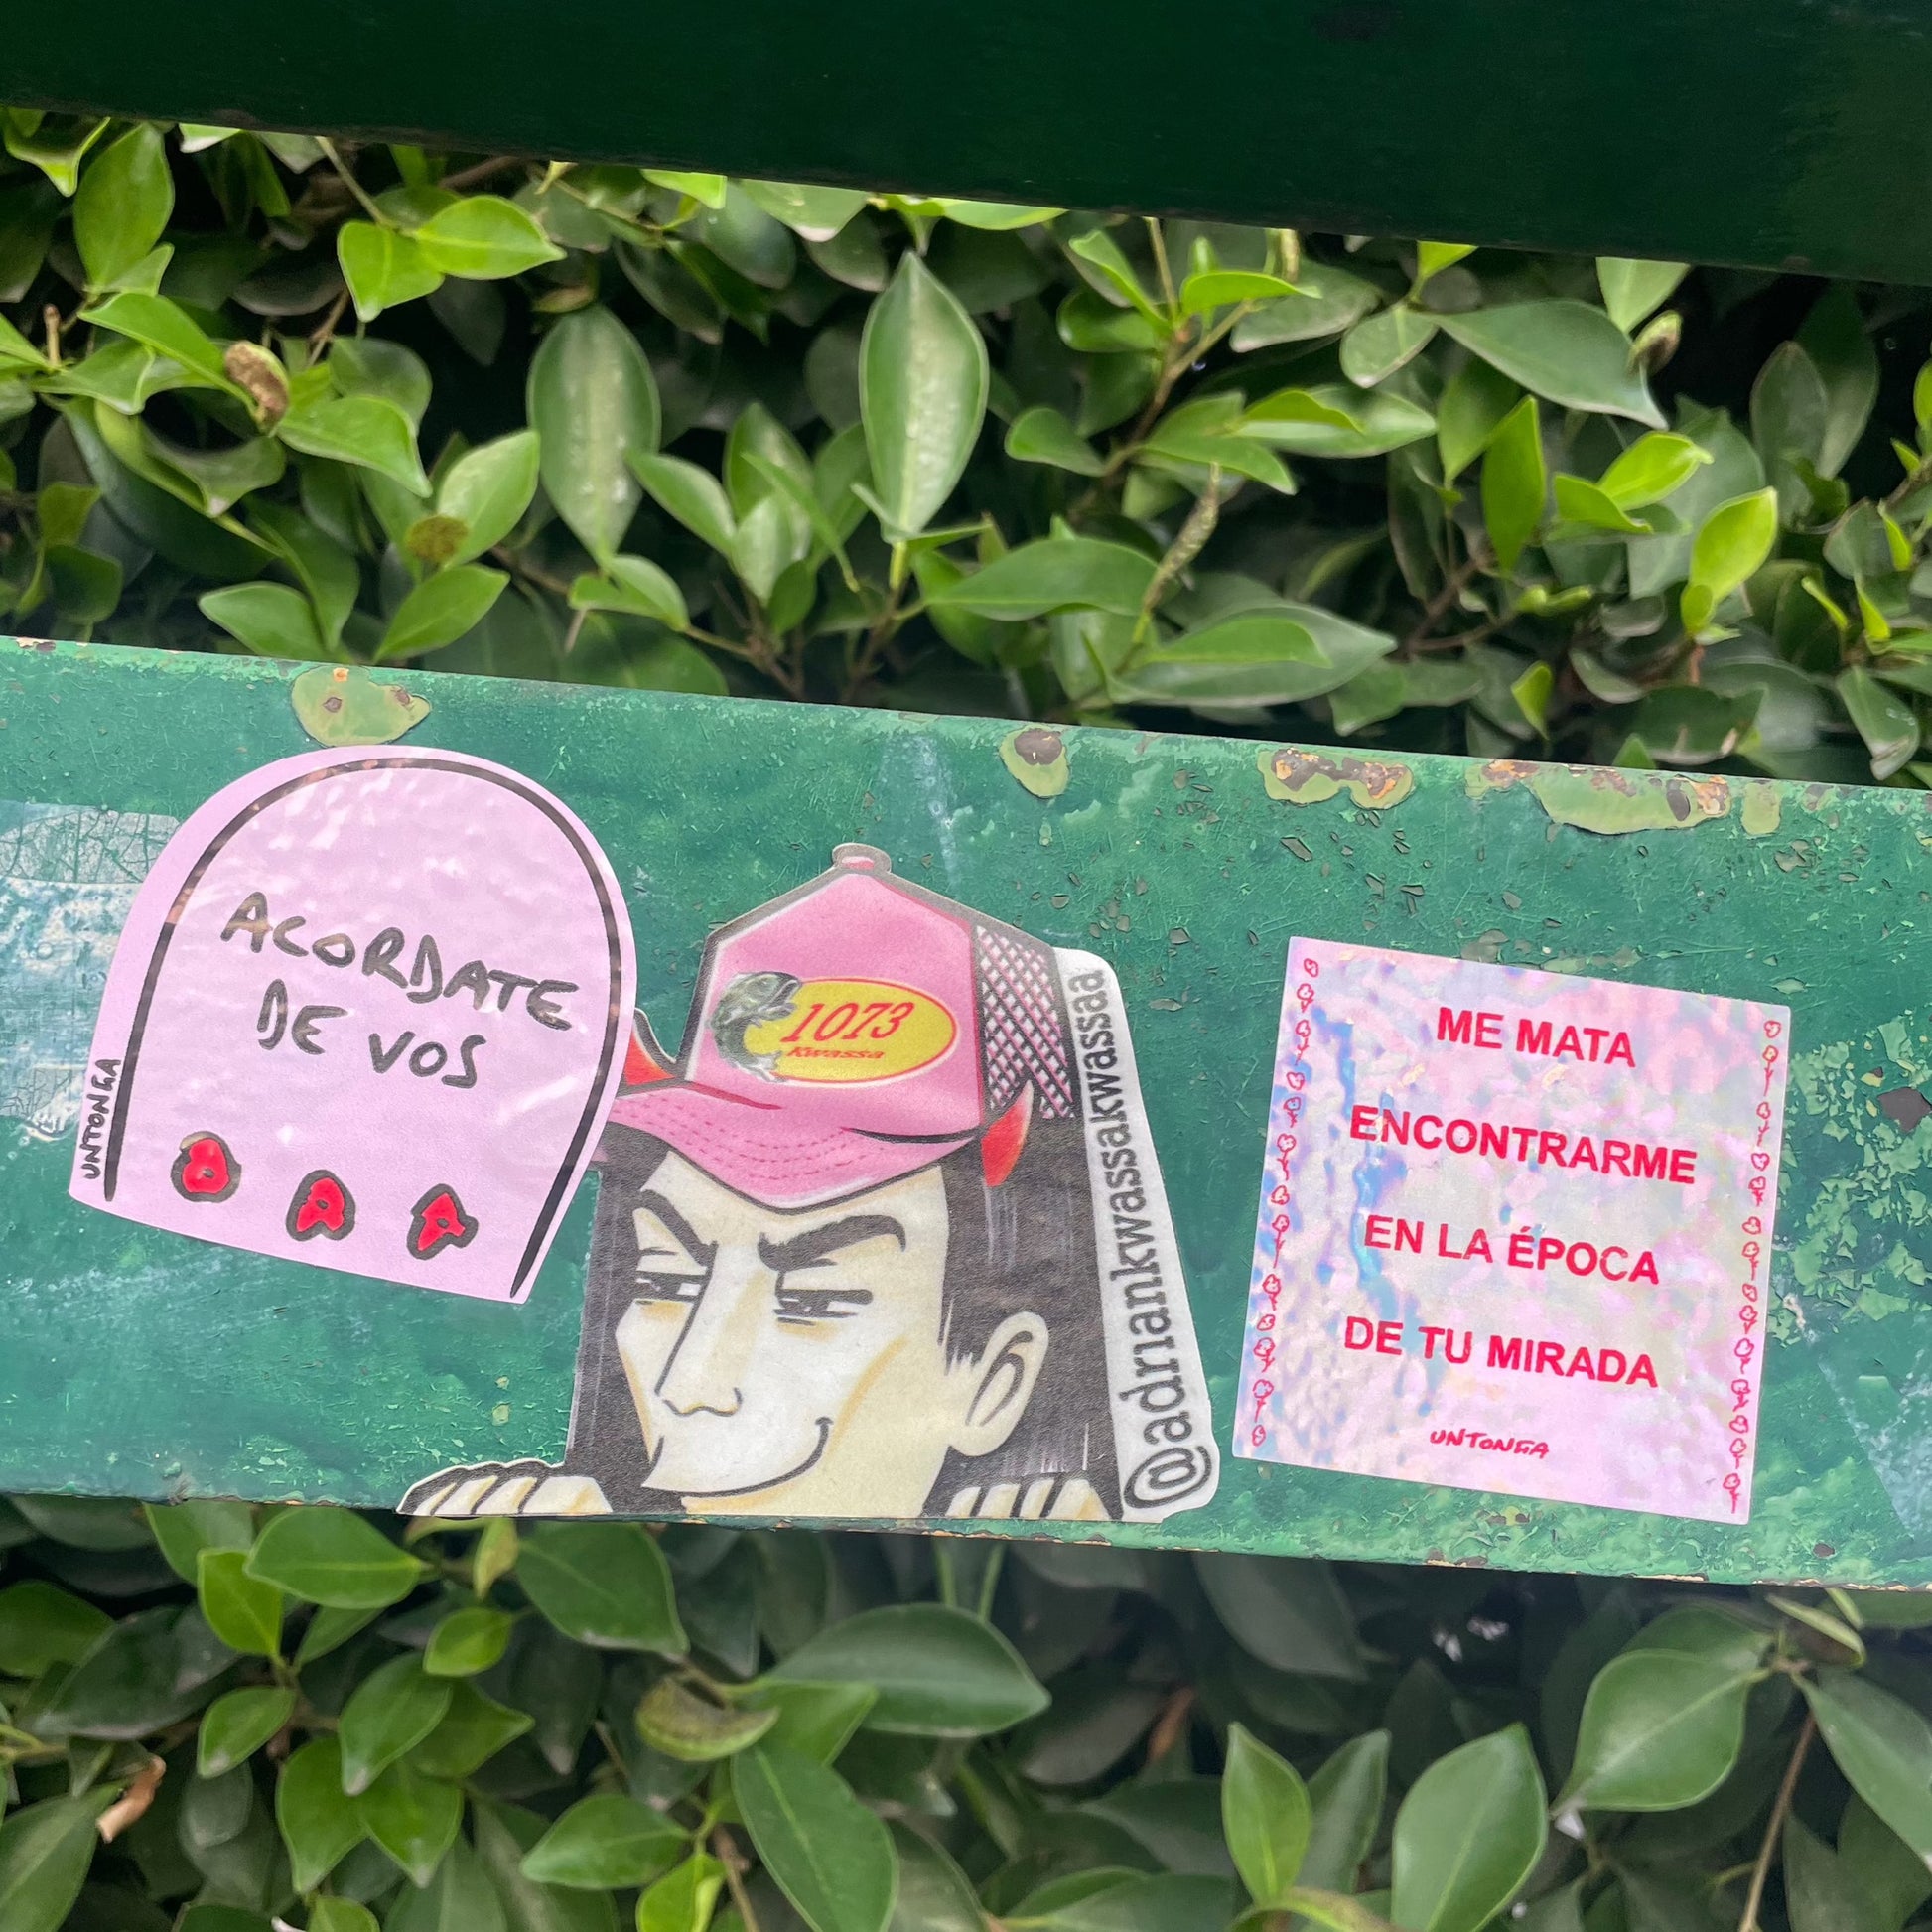 ACORDATE
DE VOS
UNTONGA
1073
Kwassa
@adriankwassakwassaa
ME MATA
ENCONTRARME
EN LA ÉPOCA
DE TU MIRADA
UNTONGA